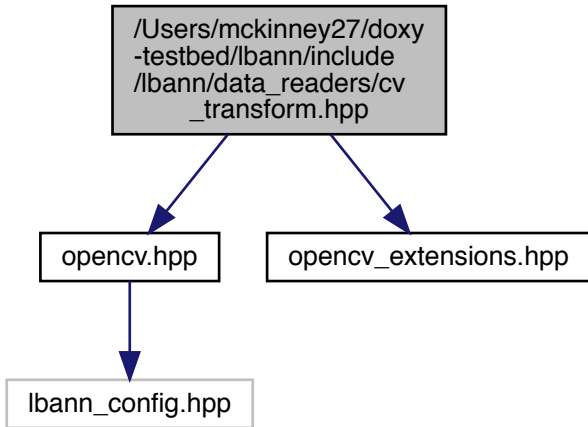 /Users/mckinney27/doxy
-testbed/lbann/include
/lbann/data_readers/cv
_transform.hpp
opencv.hpp
opencv_extensions.hpp
lbann_config.hpp